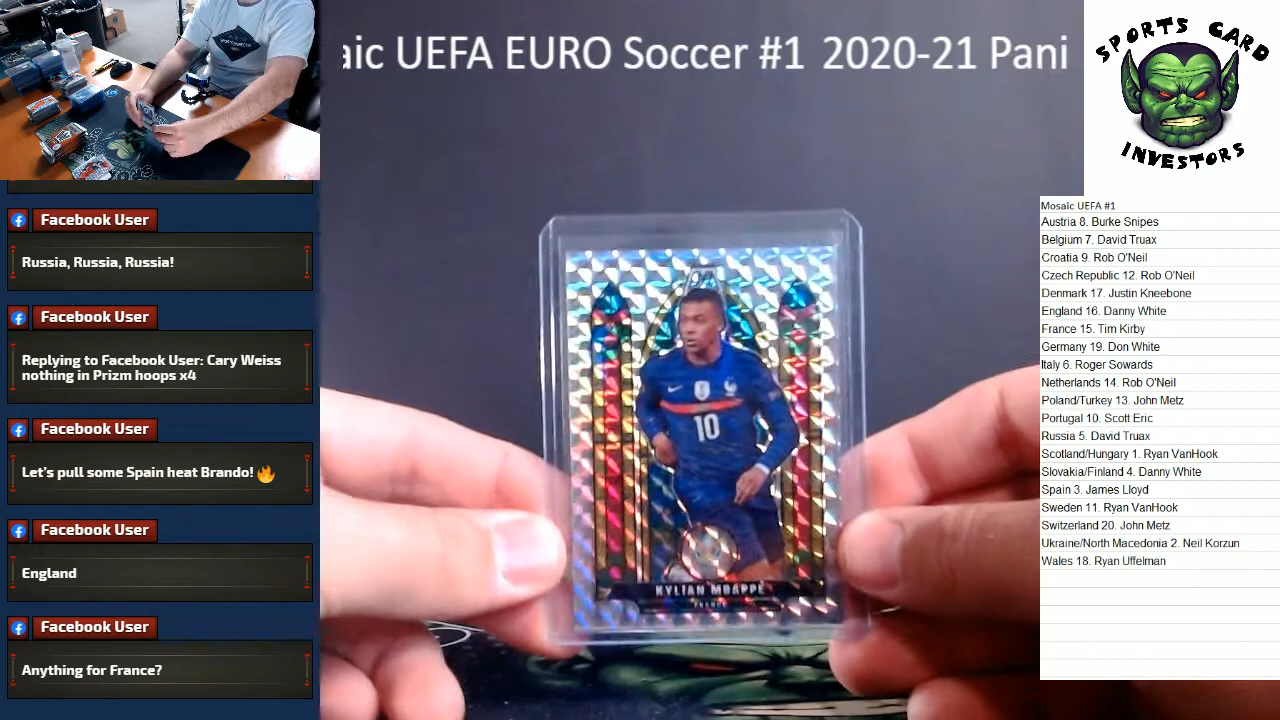 aic UEFA EURO Soccer #1 2020-21 Pani
SPORTS CARD
INVESTORS
Facebook User
Russia, Russia, Russia!
Facebook User
Replying to Facebook User: Cary Weiss
nothing in Prizm hoops x4
Facebook User
Let's pull some Spain heat Brando! 🔥
Facebook User
England
Facebook User
Anything for France?
10
KYLIAN MBAPPÉ
FRANCE
Mosaic UEFA #1
Austria 8. Burke Snipes
Belgium 7. David Truax
Croatia 9. Rob O'Neil
Czech Republic 12. Rob O'Neil
Denmark 17. Justin Kneebone
England 16. Danny White
France 15. Tim Kirby
Germany 19. Don White
Italy 6. Roger Sowards
Netherlands 14. Rob O'Neil
Poland/Turkey 13. John Metz
Portugal 10. Scott Eric
Russia 5. David Truax
Scotland/Hungary 1. Ryan VanHook
Slovakia/Finland 4. Danny White
Spain 3. James Lloyd
Sweden 11. Ryan VanHook
Switzerland 20. John Metz
Ukraine/North Macedonia 2. Neil Korzun
Wales 18. Ryan Uffelman